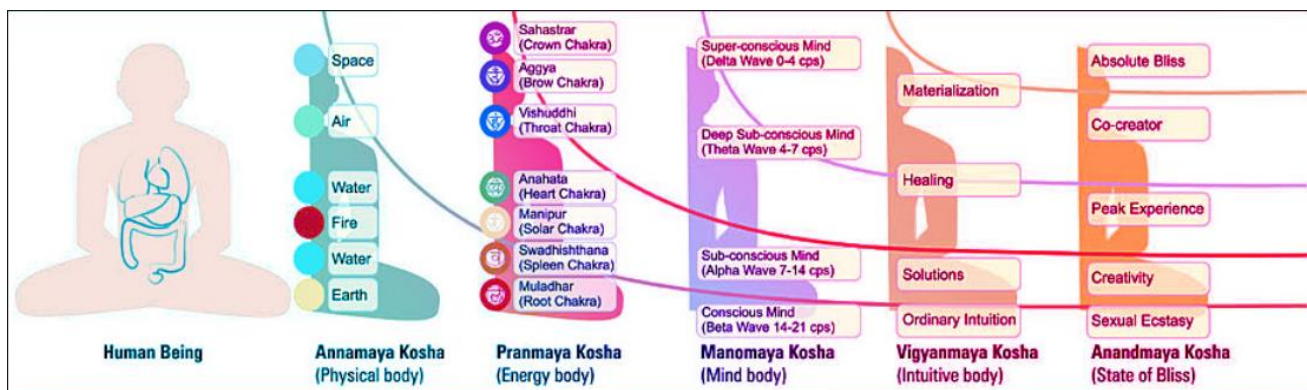 Human Being
Space
Air
Water
Fire
Water
Earth
Annamaya Kosha
(Physical body)
Sahastrar
(Crown Chakra)
Aggya
(Brow Chakra)
Vishuddhi
(Throat Chakra)
Anahata
(Heart Chakra)
Manipur
(Solar Chakra)
Swadhishthana
(Spleen Chakra)
Muladhar
(Root Chakra)
Pranmaya Kosha
(Energy body)
Super-conscious Mind
(Delta Wave 0-4 cps)
Deep Sub-conscious Mind
(Theta Wave 4-7 cps)
Sub-conscious Mind
(Alpha Wave 7-14 cps)
Conscious Mind
(Beta Wave 14-21 cps)
Manomaya Kosha
(Mind body)
Materialization
Healing
Solutions
Ordinary Intuition
Vigyanmaya Kosha
(Intuitive body)
Absolute Bliss
Co-creator
Peak Experience
Creativity
Sexual Ecstasy
Anandmaya Kosha
(State of Bliss)